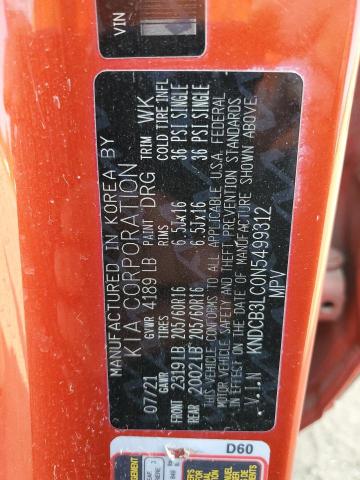 VIN
MANUFACTURED IN KOREA BY
KIA CORPORATION
07/21 GVWR 4189 LB PAINT DRG TRIM WK
GAWR TIRES RIMS COLD TIRE INFL
FRONT 2319 LB 205/60R16 6.5JX16 36 PSI SINGLE
REAR 2002 LB 205/60R16 6.5JX16 36 PSI SINGLE
THIS VEHICLE CONFORMS TO ALL APPLICABLE U.S.A. FEDERAL
MOTOR VEHICLE SAFETY AND THEFT PREVENTION STANDARDS
IN EFFECT ON THE DATE OF MANUFACTURE SHOWN ABOVE.
V.I.N KNDCB3LC0N5499312
MPV
D60